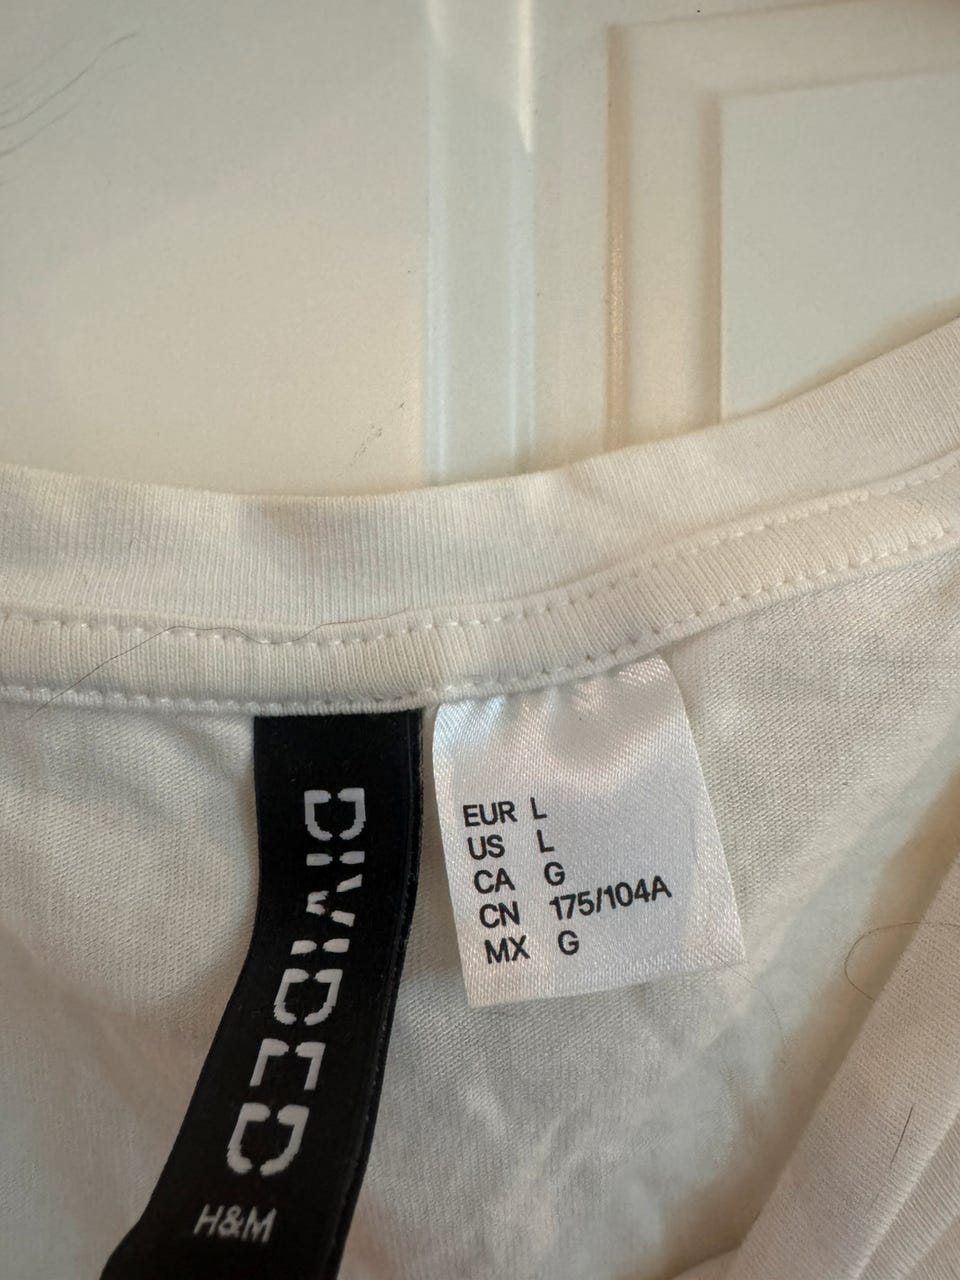 DIVIDED
H&M
EUR L
US L
CA G
CN 175/104A
MX G